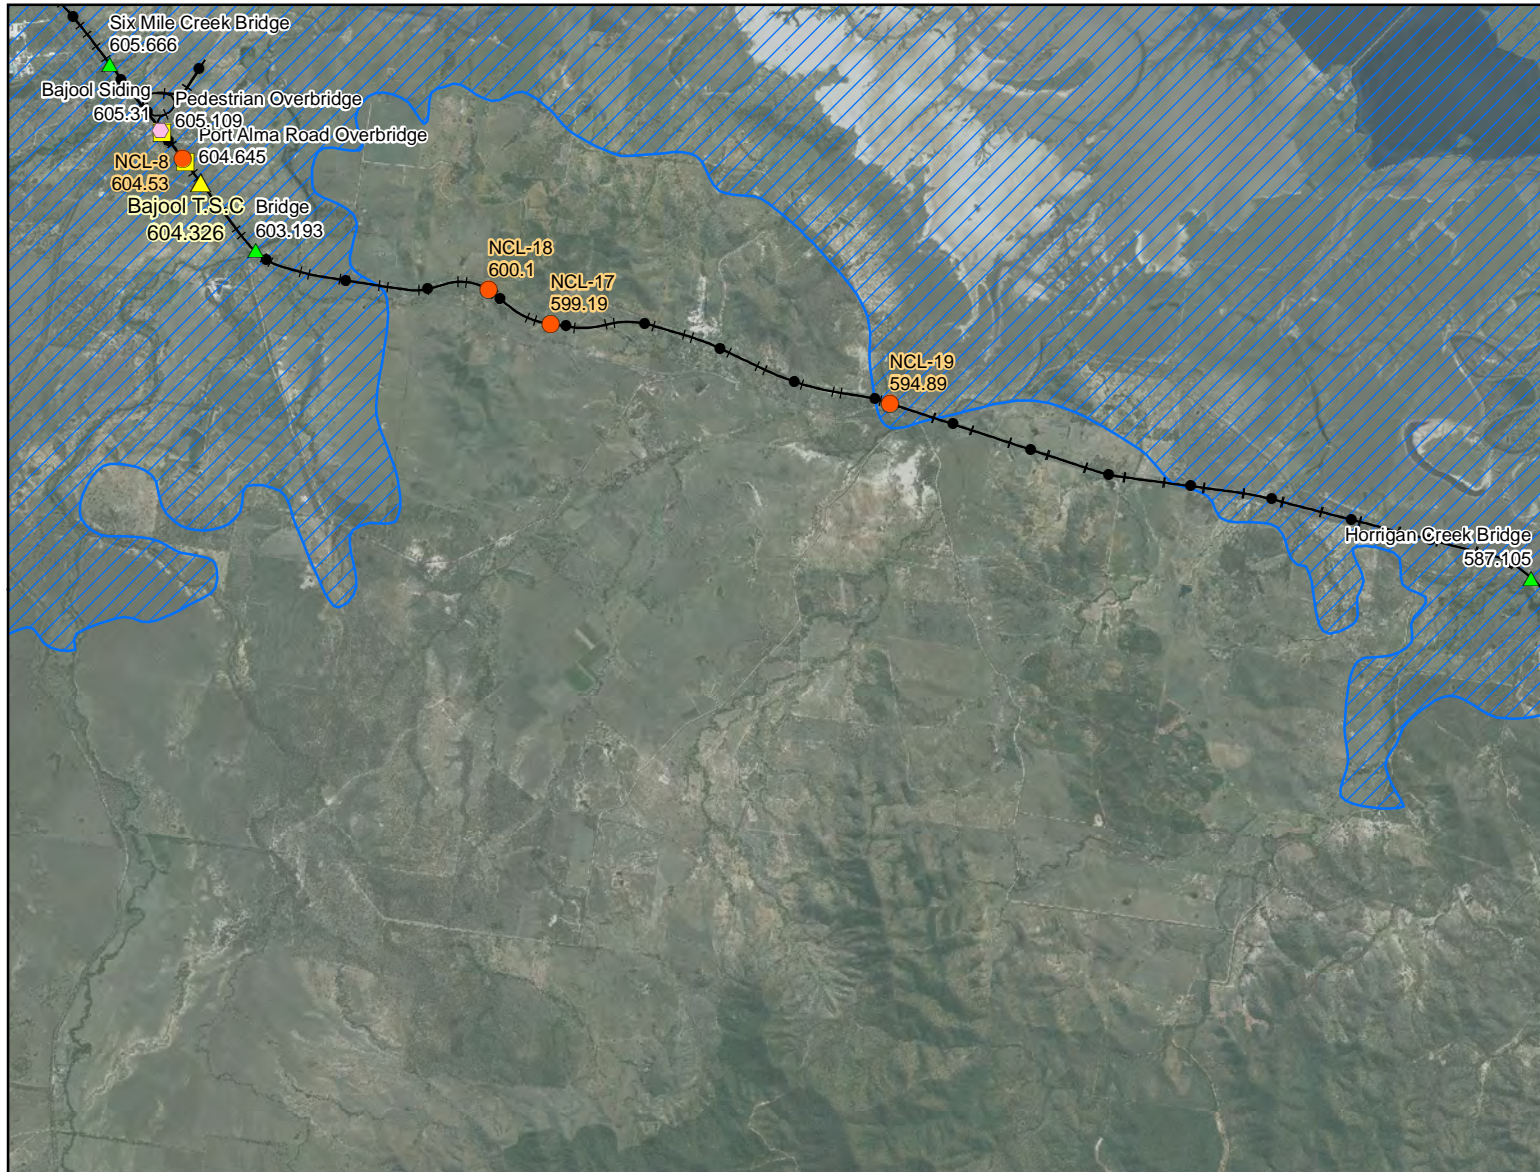 Six Mile Creek Bridge
605.666
Bajool Siding
605.31
Pedestrian Overbridge
605.109
Port Alma Road Overbridge
604.645
NCL-8
604.53
Bajool T.S.C
604.326
Bridge
603.193
NCL-18
600.1
NCL-17
599.19
NCL-19
594.89
Horrigan Creek Bridge
587.105